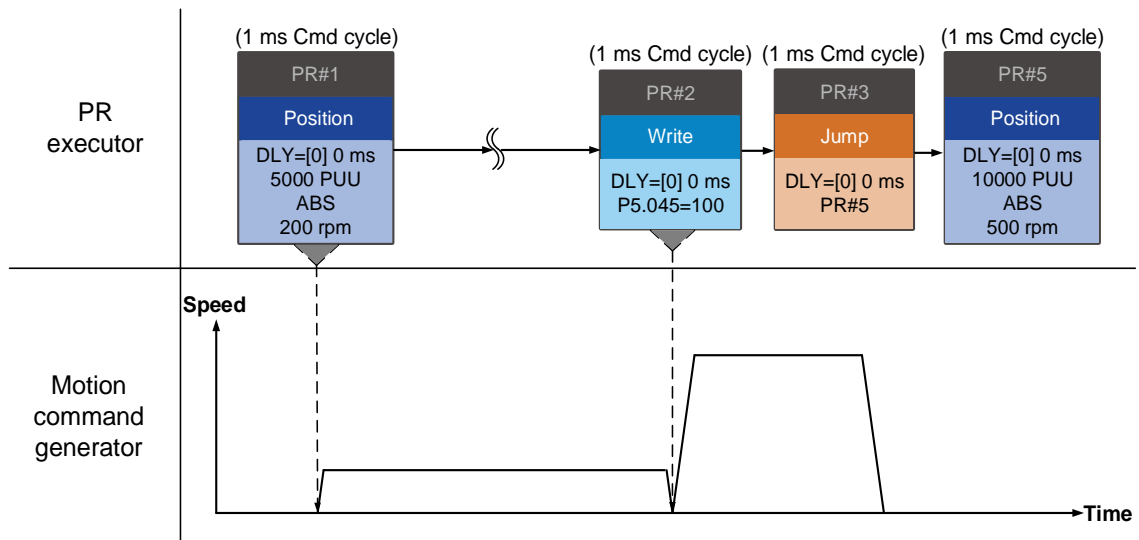 PR
executor
(1 ms Cmd cycle)
PR#1
Position
DLY=[0] 0 ms
5000 PUU
ABS
200 rpm
(1 ms Cmd cycle)
PR#2
Write
DLY=[0] 0 ms
P5.045=100
(1 ms Cmd cycle)
PR#3
Jump
DLY=[0] 0 ms
PR#5
(1 ms Cmd cycle)
PR#5
Position
DLY=[0] 0 ms
10000 PUU
ABS
500 rpm
Motion
command
generator
Speed
Time